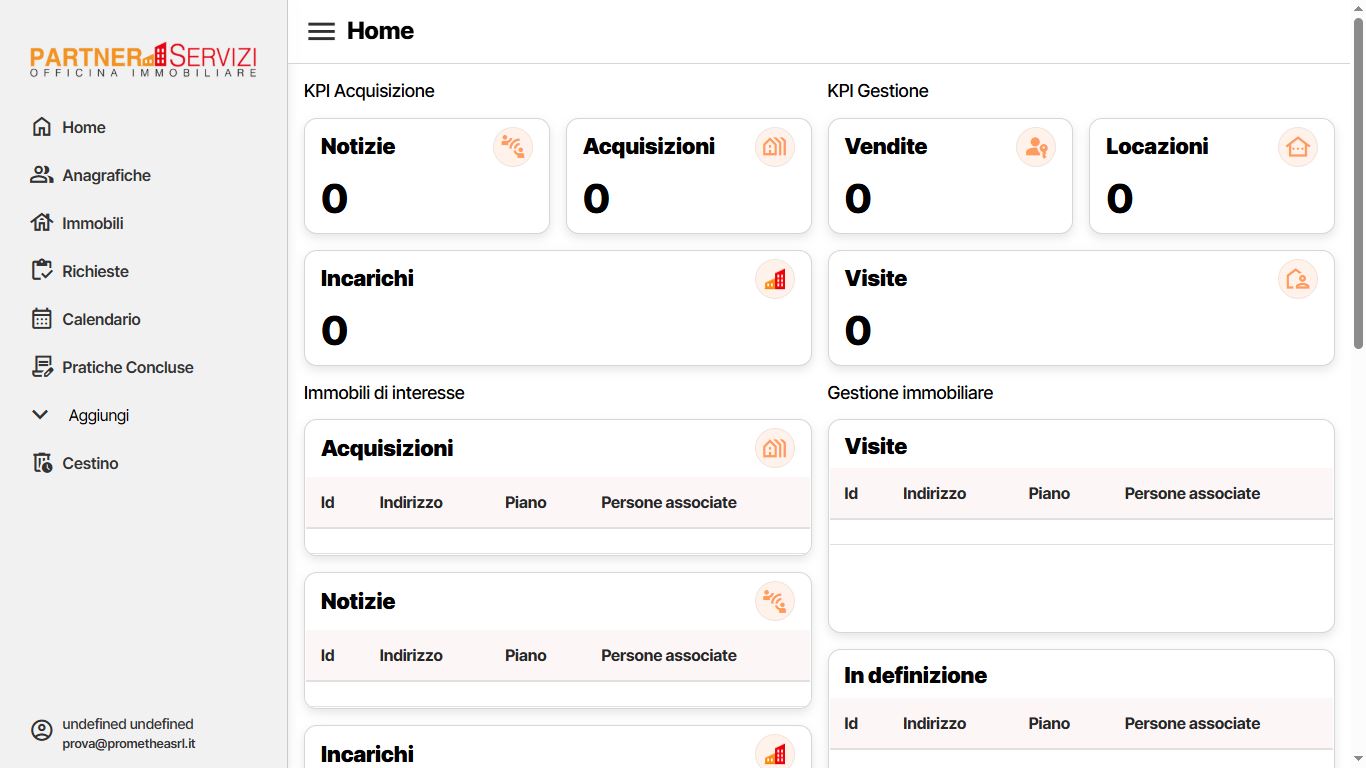 PARTNER SERVIZI
OFFICINA IMMOBILIARE
Home
Anagrafiche
Immobili
Richieste
Calendario
Pratiche Concluse
Aggiungi
Cestino
undefined undefined
prova@prometheasrl.it
Home
KPI Acquisizione
Notizie
0
Acquisizioni
0
Incarichi
0
KPI Gestione
Vendite
0
Locazioni
0
Visite
0
Immobili di interesse
Acquisizioni
Id Indirizzo Piano Persone associate
Notizie
Id Indirizzo Piano Persone associate
Incarichi
Gestione immobiliare
Visite
Id Indirizzo Piano Persone associate
In definizione
Id Indirizzo Piano Persone associate